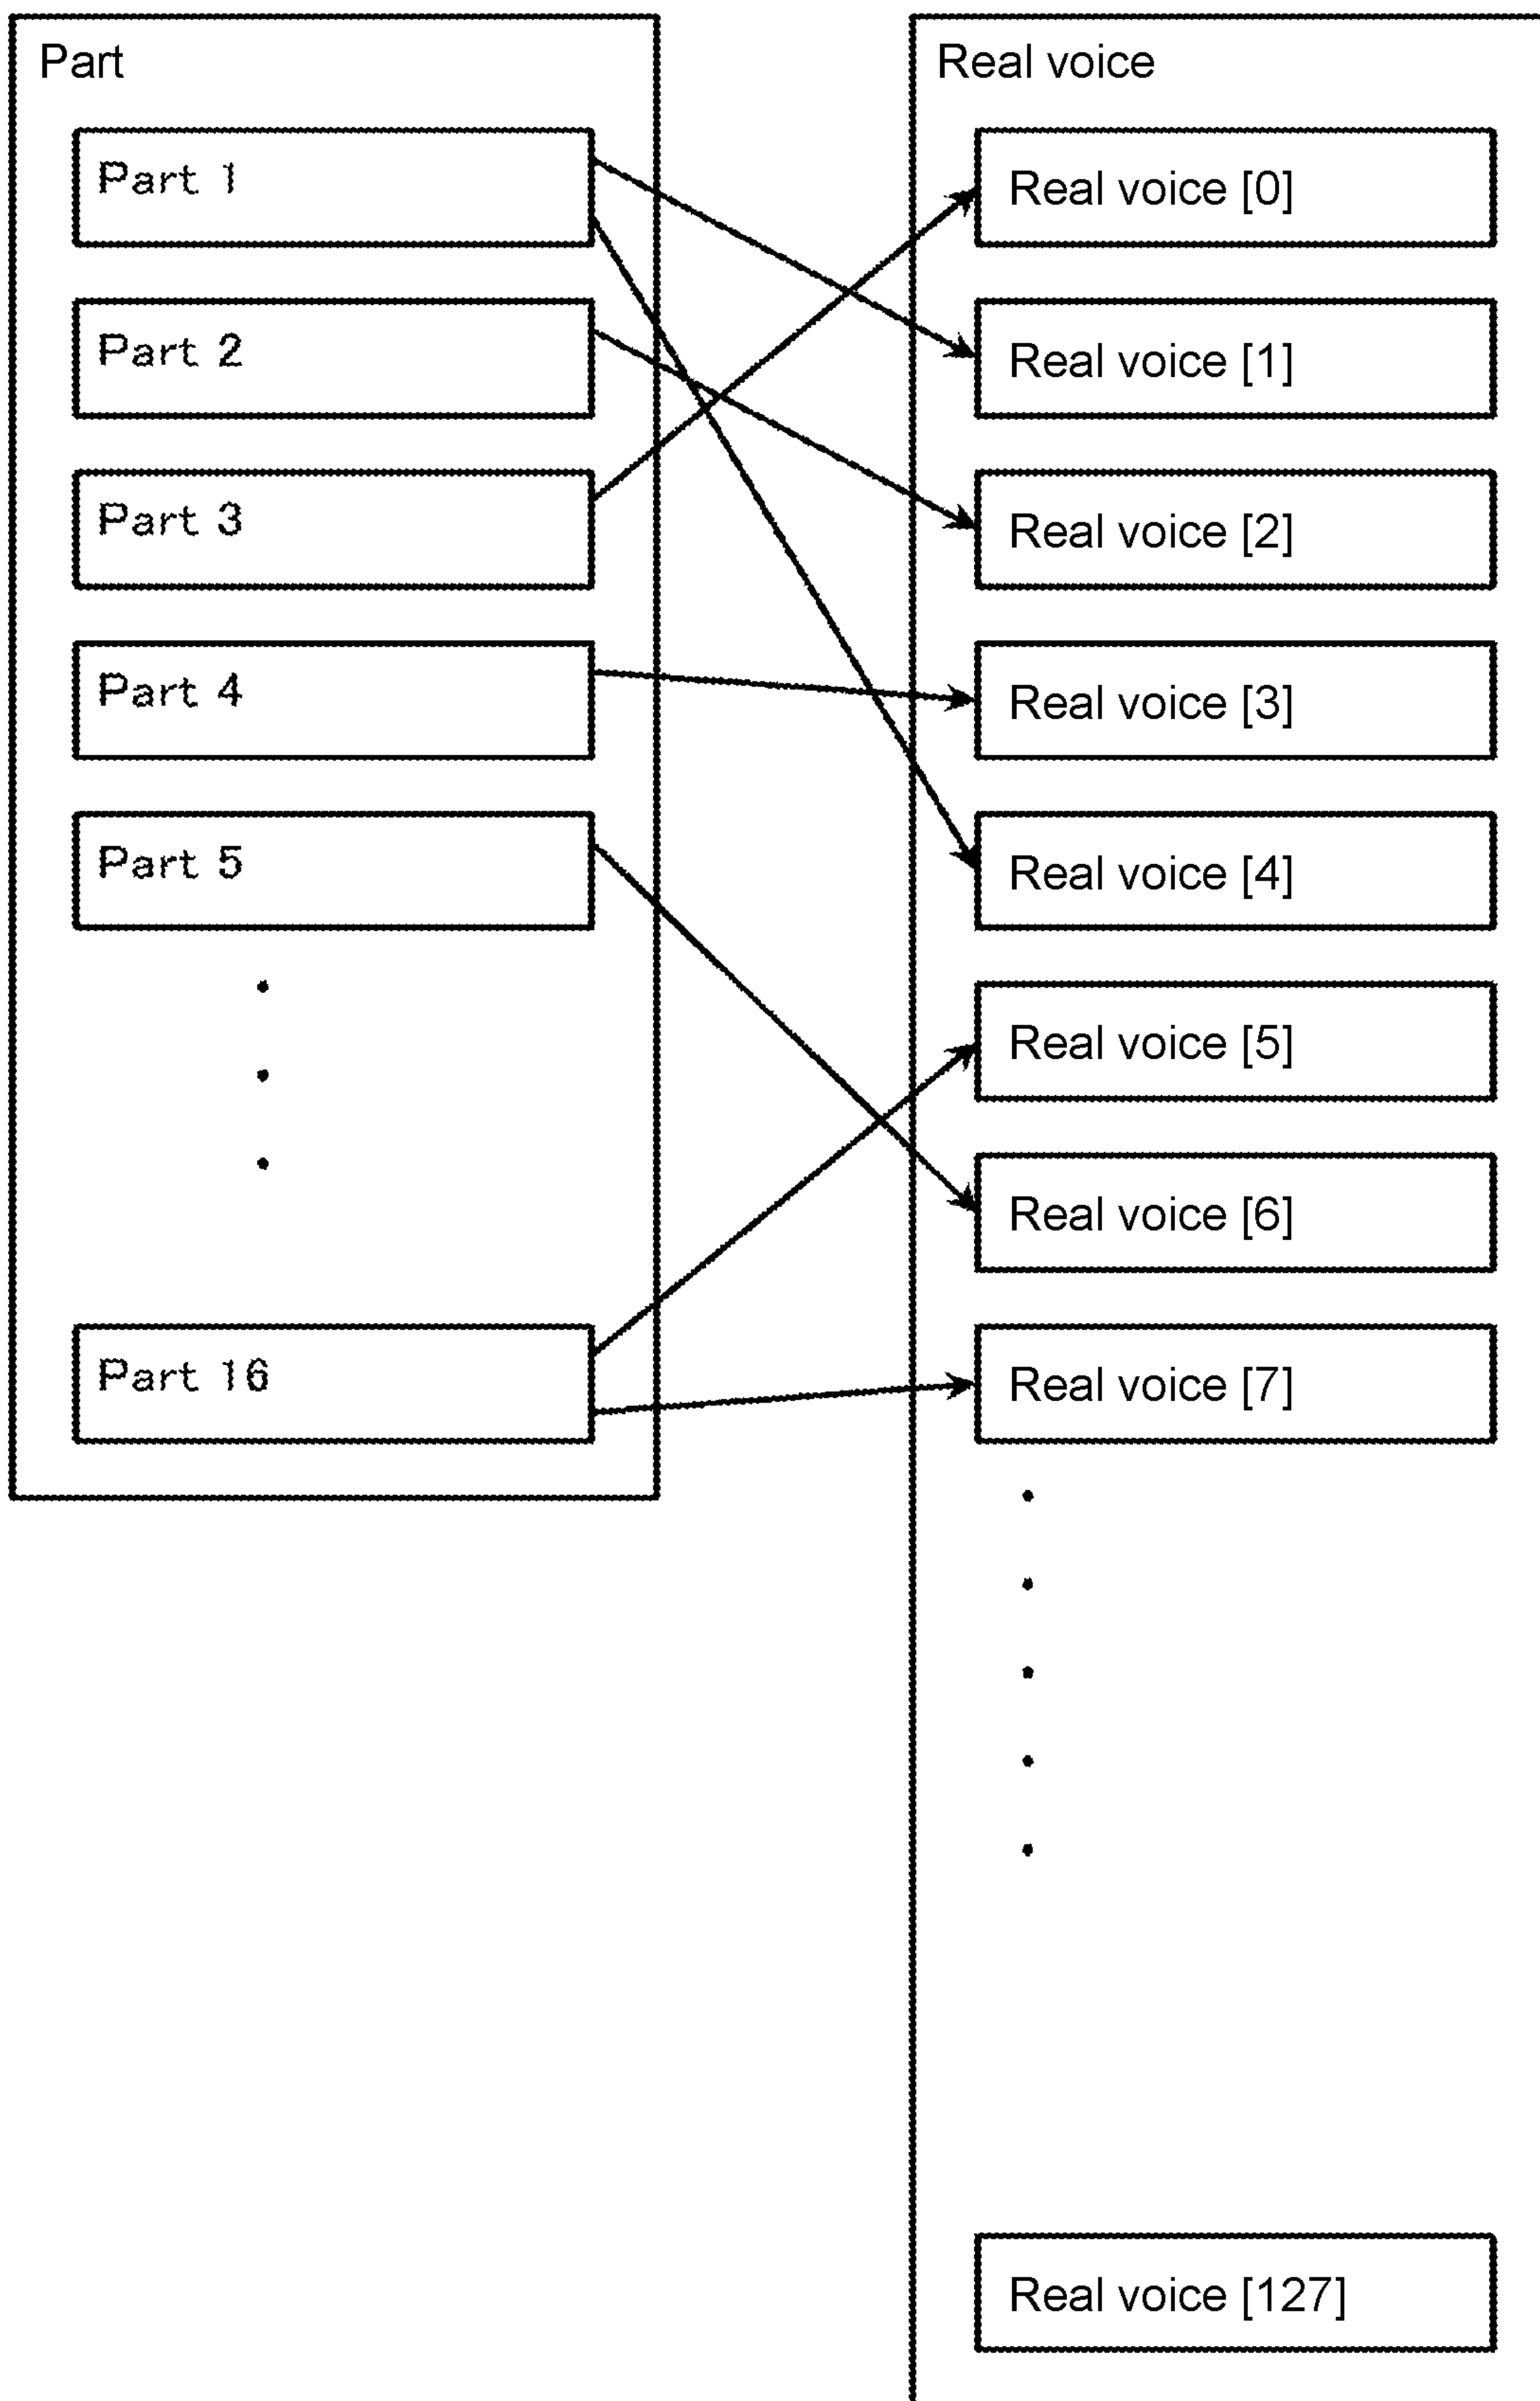 Part
Part 1
Part 2
Part 3
Part 4
Part 5
Part 16
Real voice
Real voice [0]
Real voice [1]
Real voice [2]
Real voice [3]
Real voice [4]
Real voice [5]
Real voice [6]
Real voice [7]
Real voice [127]